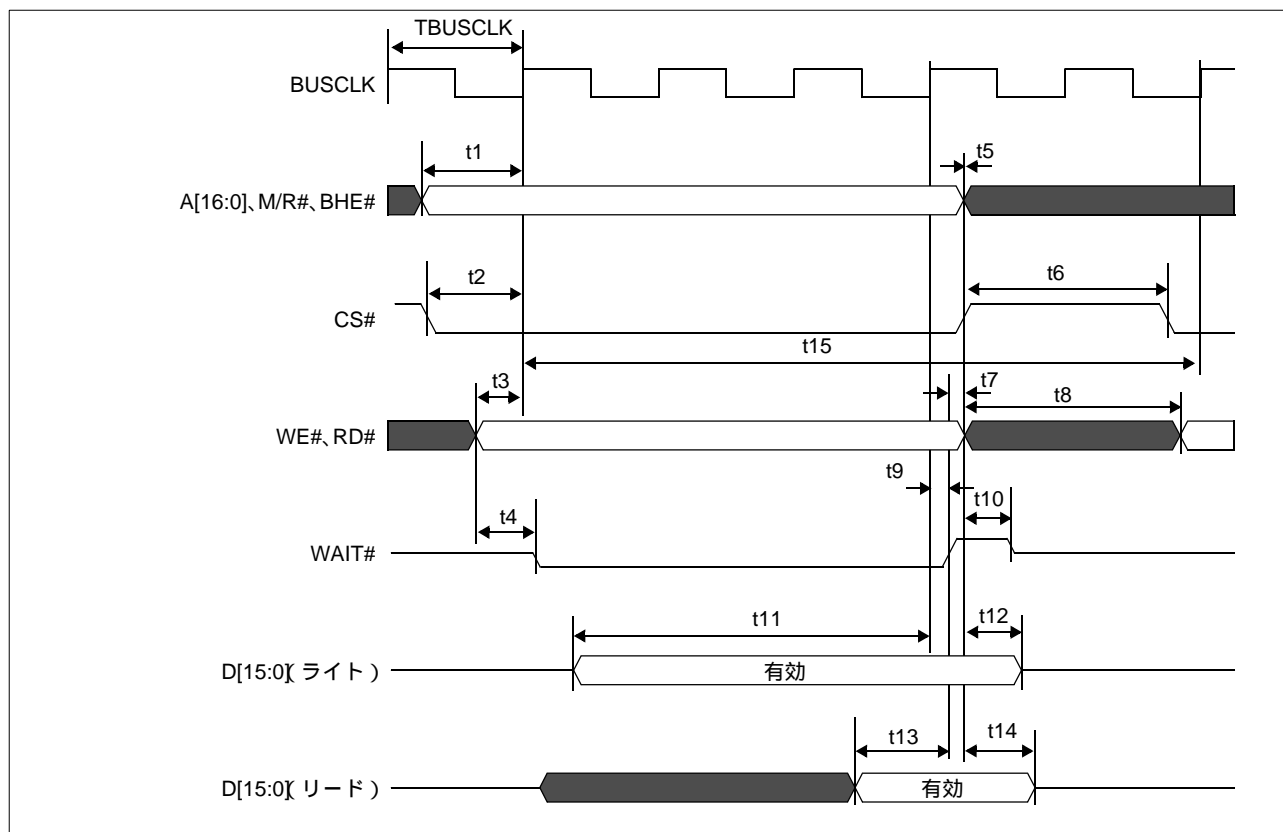 TBUSCLK
BUSCLK
t1
t5
A[16:0]、M/R#、BHE#
t2
t6
CS#
t15
t3
t7
t8
WE#、RD#
t9
t10
t4
WAIT#
t11
t12
D[15:0](ライト)
有効
t13
t14
D[15:0](リード)
有効